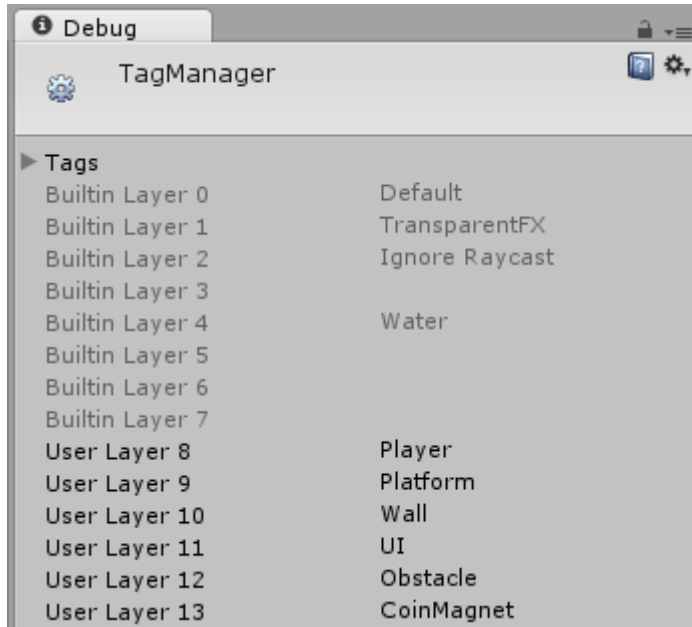 Debug
TagManager
Tags
Builtin Layer 0 Default
Builtin Layer 1 TransparentFX
Builtin Layer 2 Ignore Raycast
Builtin Layer 3
Builtin Layer 4 Water
Builtin Layer 5
Builtin Layer 6
Builtin Layer 7
User Layer 8 Player
User Layer 9 Platform
User Layer 10 Wall
User Layer 11 UI
User Layer 12 Obstacle
User Layer 13 CoinMagnet